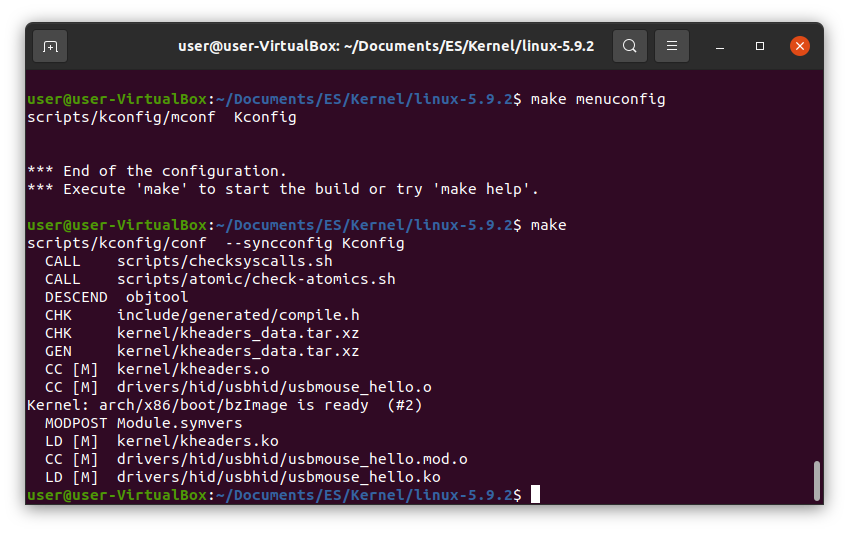 user@user-VirtualBox: ~/Documents/ES/Kernel/linux-5.9.2
user@user-VirtualBox:~/Documents/ES/Kernel/linux-5.9.2$ make menuconfig
scripts/kconfig/mconf  Kconfig
*** End of the configuration.
*** Execute 'make' to start the build or try 'make help'.
user@user-VirtualBox:~/Documents/ES/Kernel/linux-5.9.2$ make
scripts/kconfig/conf  --syncconfig Kconfig
  CALL    scripts/checksyscalls.sh
  CALL    scripts/atomic/check-atomics.sh
  DESCEND  objtool
  CHK     include/generated/compile.h
  CHK     kernel/kheaders_data.tar.xz
  GEN     kernel/kheaders_data.tar.xz
  CC [M]  kernel/kheaders.o
  CC [M]  drivers/hid/usbhid/usbmouse_hello.o
Kernel: arch/x86/boot/bzImage is ready  (#2)
  MODPOST Module.symvers
  LD [M]  kernel/kheaders.ko
  CC [M]  drivers/hid/usbhid/usbmouse_hello.mod.o
  LD [M]  drivers/hid/usbhid/usbmouse_hello.ko
user@user-VirtualBox:~/Documents/ES/Kernel/linux-5.9.2$